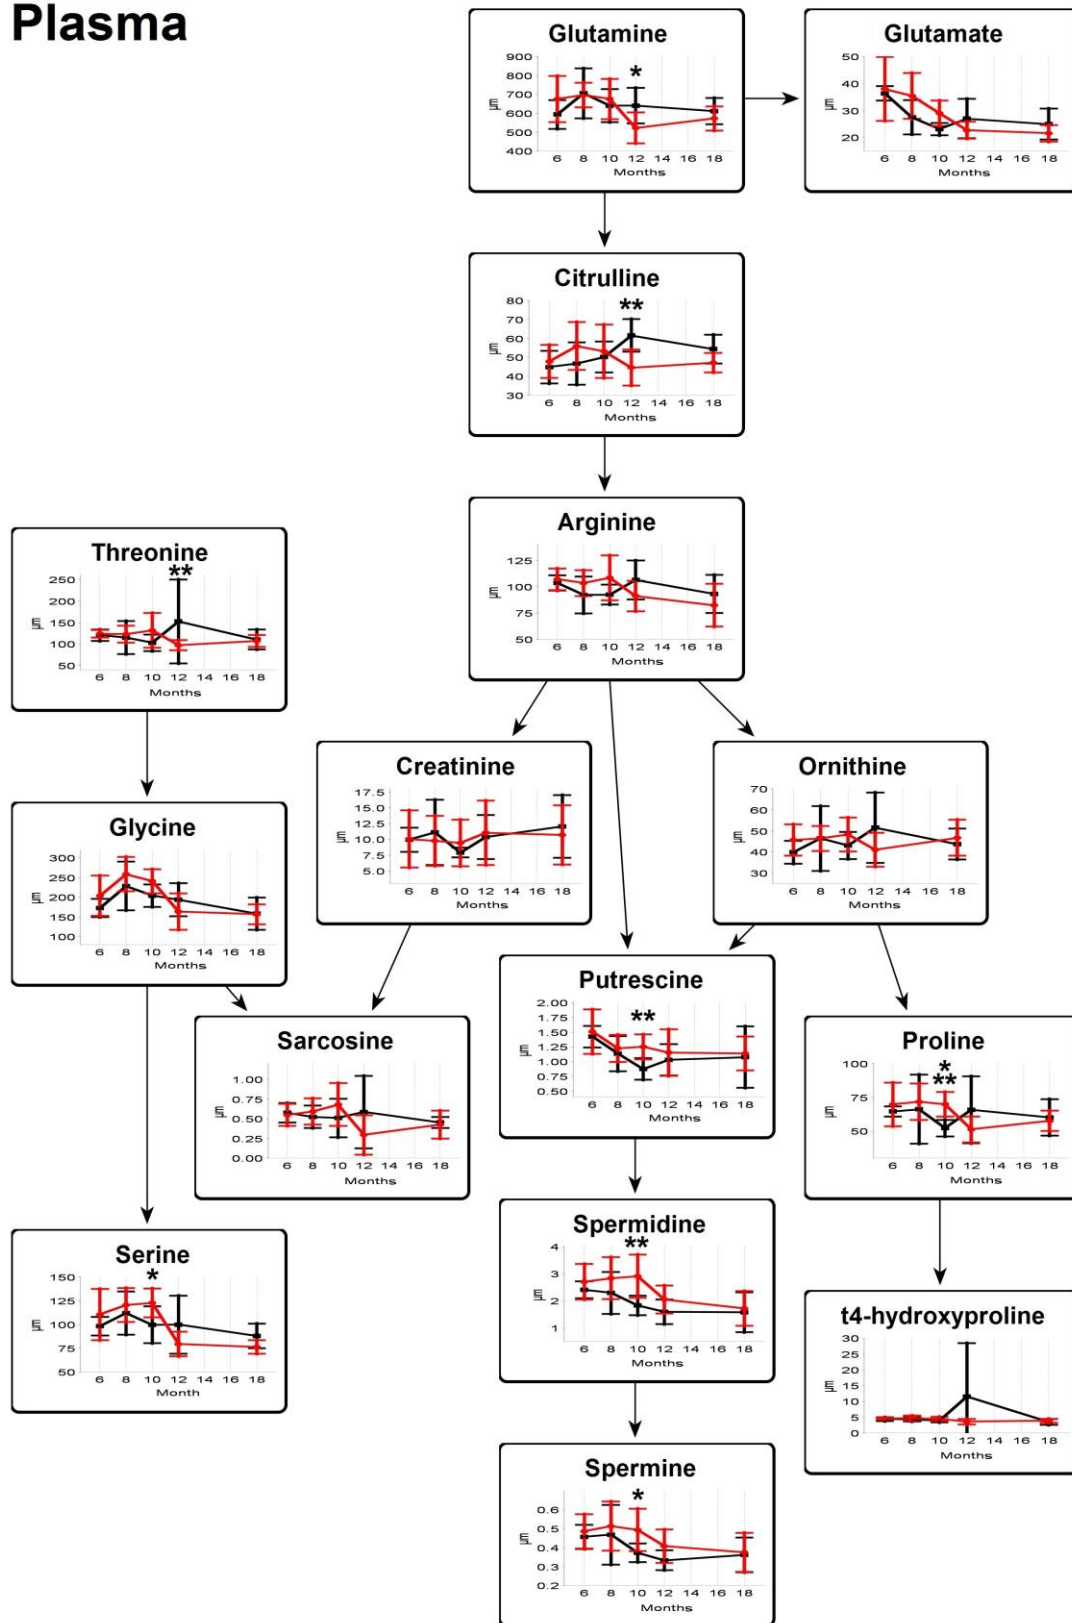 Plasma
Glutamine
900
800
700
600
500
400
µm
*
6 8 10 12 14 16 18
Months
Glutamate
50
40
30
20
µm
6 8 10 12 14 16 18
Months
Citrulline
80
70
60
50
40
30
µm
**
6 8 10 12 14 16 18
Months
Arginine
125
100
75
50
µm
6 8 10 12 14 16 18
Months
Threonine
250
200
150
100
50
µm
**
6 8 10 12 14 16 18
Months
Creatinine
17.5
15.0
12.5
10.0
7.5
5.0
µm
6 8 10 12 14 16 18
Months
Ornithine
70
60
50
40
30
µm
6 8 10 12 14 16 18
Months
Glycine
300
250
200
150
100
µm
6 8 10 12 14 16 18
Months
Putrescine
2.00
1.75
1.50
1.25
1.00
0.75
0.50
µm
**
6 8 10 12 14 16 18
Months
Sarcosine
1.00
0.75
0.50
0.25
0.00
µm
6 8 10 12 14 16 18
Months
Proline
100
75
50
µm
*
**
6 8 10 12 14 16 18
Months
Spermidine
4
3
2
1
µm
**
6 8 10 12 14 16 18
Months
Serine
150
125
100
75
50
µm
*
6 8 10 12 14 16 18
Month
t4-hydroxyproline
30
25
20
15
10
5
0
µm
6 8 10 12 14 16 18
Months
Spermine
0.6
0.5
0.4
0.3
0.2
µm
*
6 8 10 12 14 16 18
Months